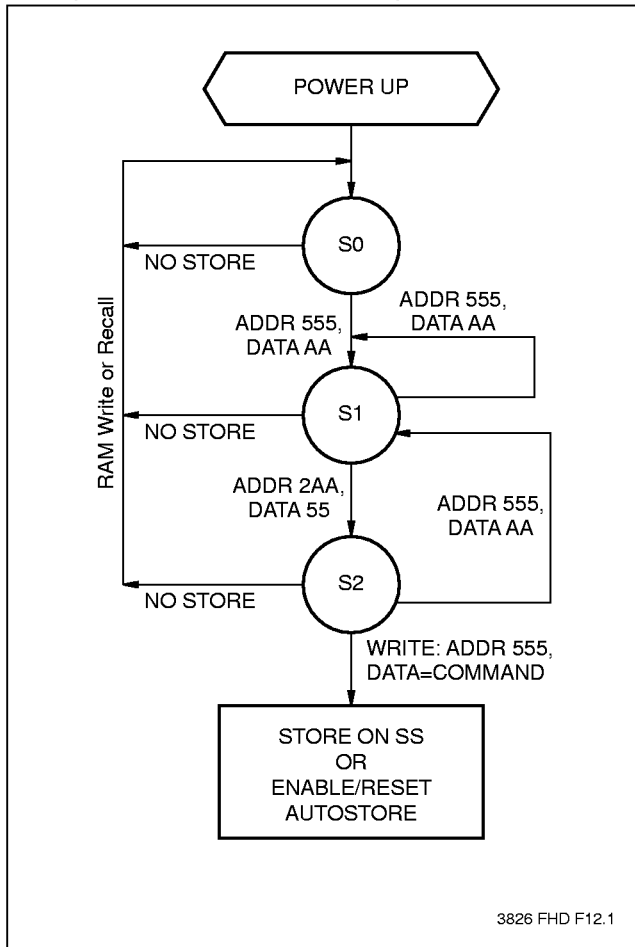 POWER UP
S0
NO STORE
ADDR 555,
DATA AA
ADDR 555,
DATA AA
RAM Write or Recall
S1
NO STORE
ADDR 2AA,
DATA 55
ADDR 555,
DATA AA
S2
NO STORE
WRITE: ADDR 555,
DATA=COMMAND
STORE ON SS
OR
ENABLE/RESET
AUTOSTORE
3826 FHD F12.1